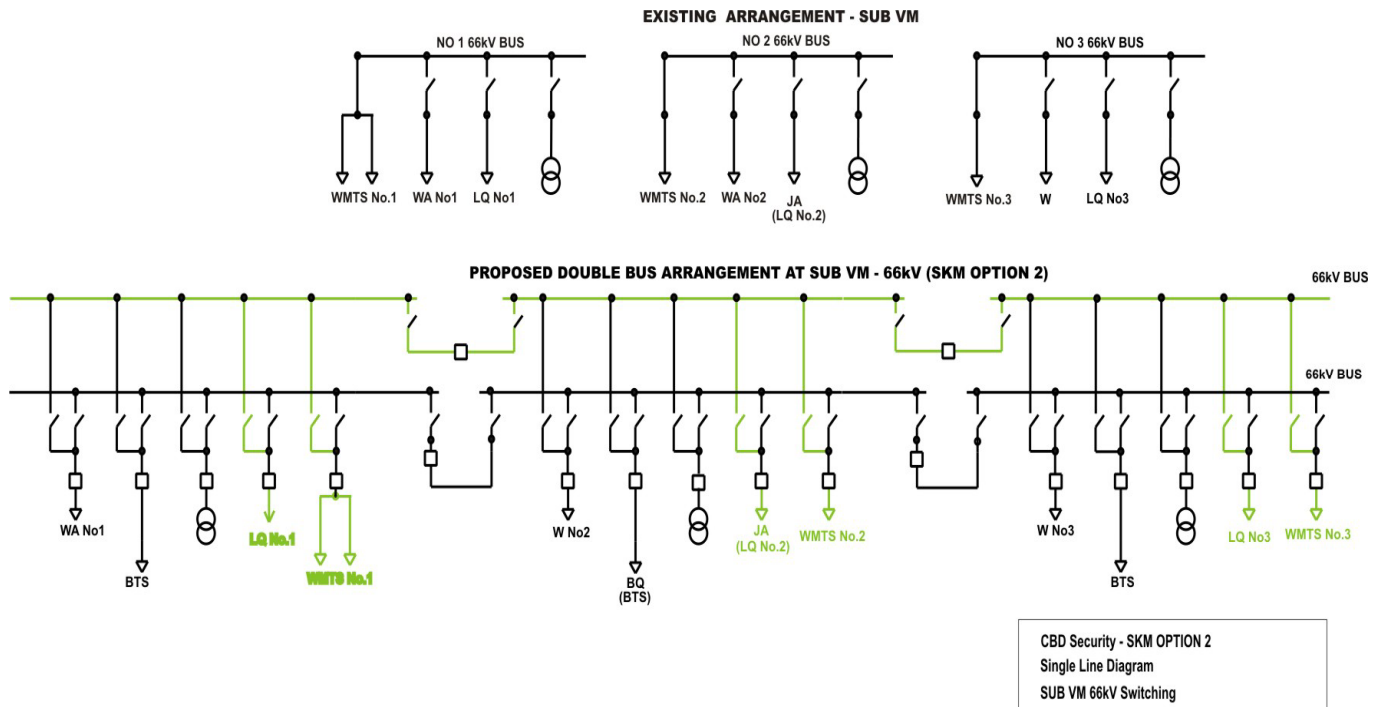 EXISTING ARRANGEMENT - SUB VM
NO 1 66kV BUS
NO 2 66kV BUS
NO 3 66kV BUS
WMTS No.1
WA No1
LQ No1
WMTS No.2
WA No2
JA
(LQ No.2)
WMTS No.3
W
LQ No3
PROPOSED DOUBLE BUS ARRANGEMENT AT SUB VM - 66kV (SKM OPTION 2)
66kV BUS
66kV BUS
WA No1
BTS
LQ No.1
WMTS No.1
W No2
BQ
(BTS)
JA
(LQ No.2)
WMTS No.2
W No3
BTS
LQ No3
WMTS No.3
CBD Security - SKM OPTION 2
Single Line Diagram
SUB VM 66kV Switching